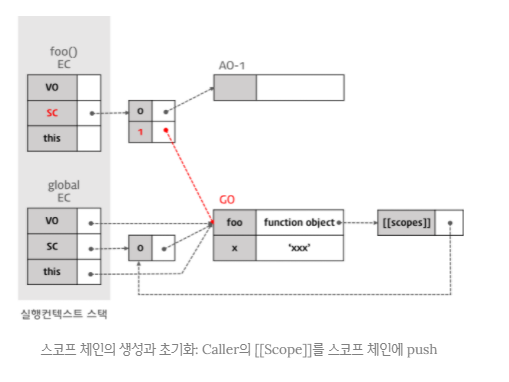 foo()
EC
VO
SC
this
0
1
AO-1
global
EC
VO
SC
this
0
GO
foo function object
x 'xxx'
[[scopes]]
실행컨텍스트 스택
스코프 체인의 생성과 초기화: Caller의 [[Scope]]를 스코프 체인에 push